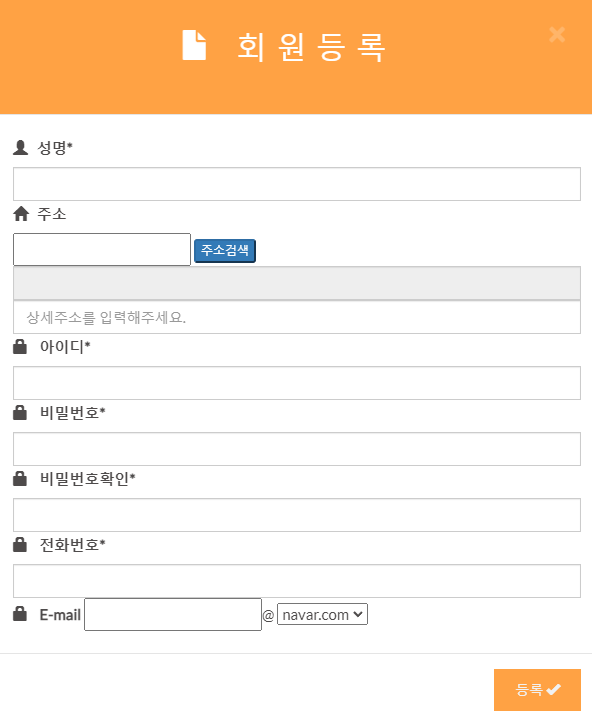 회 원 등 록
성명*
주소
주소검색
상세주소를 입력해주세요.
아이디*
비밀번호*
비밀번호확인*
전화번호*
E-mail @ navar.com
등록